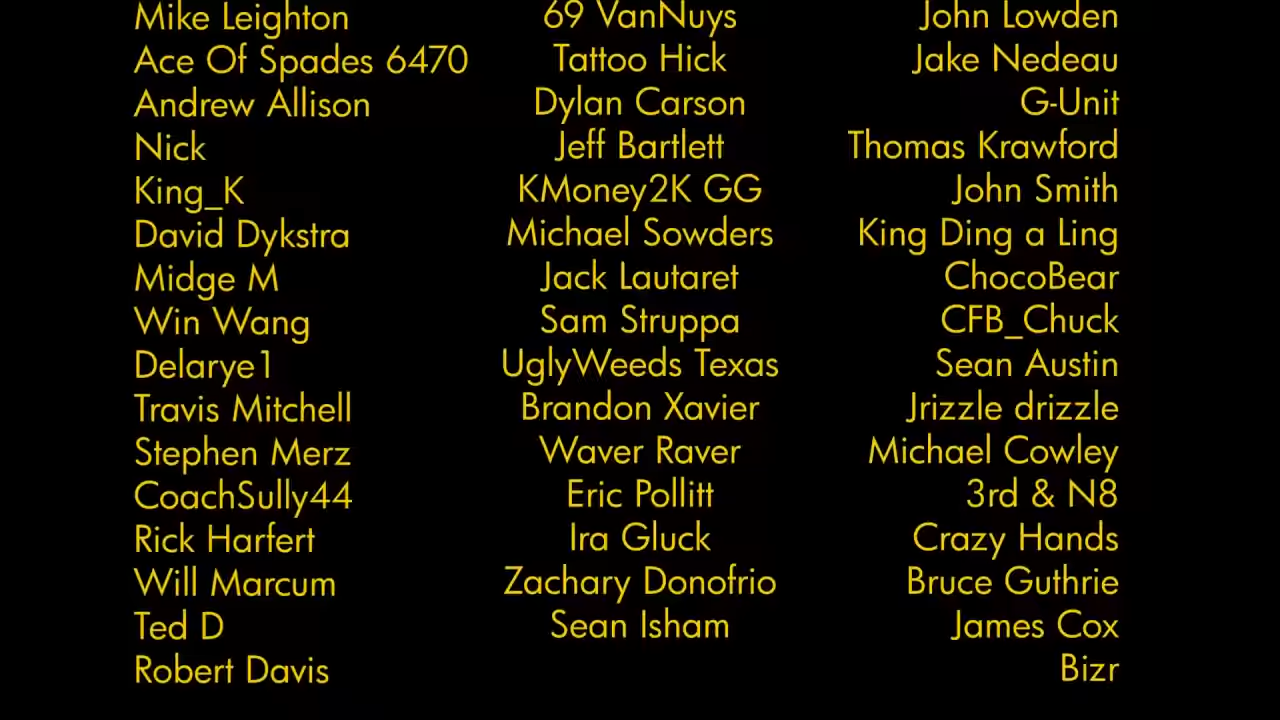 Mike Leighton
Ace Of Spades 6470
Andrew Allison
Nick
King_K
David Dykstra
Midge M
Win Wang
Delarye1
Travis Mitchell
Stephen Merz
CoachSully44
Rick Harfert
Will Marcum
Ted D
Robert Davis
69 VanNuys
Tattoo Hick
Dylan Carson
Jeff Bartlett
KMoney2K GG
Michael Sowders
Jack Lautaret
Sam Struppa
UglyWeeds Texas
Brandon Xavier
Waver Raver
Eric Pollitt
Ira Gluck
Zachary Donofrio
Sean Isham
John Lowden
Jake Nedeau
G-Unit
Thomas Krawford
John Smith
King Ding a Ling
ChocoBear
CFB_Chuck
Sean Austin
Jrizzle drizzle
Michael Cowley
3rd & N8
Crazy Hands
Bruce Guthrie
James Cox
Bizr